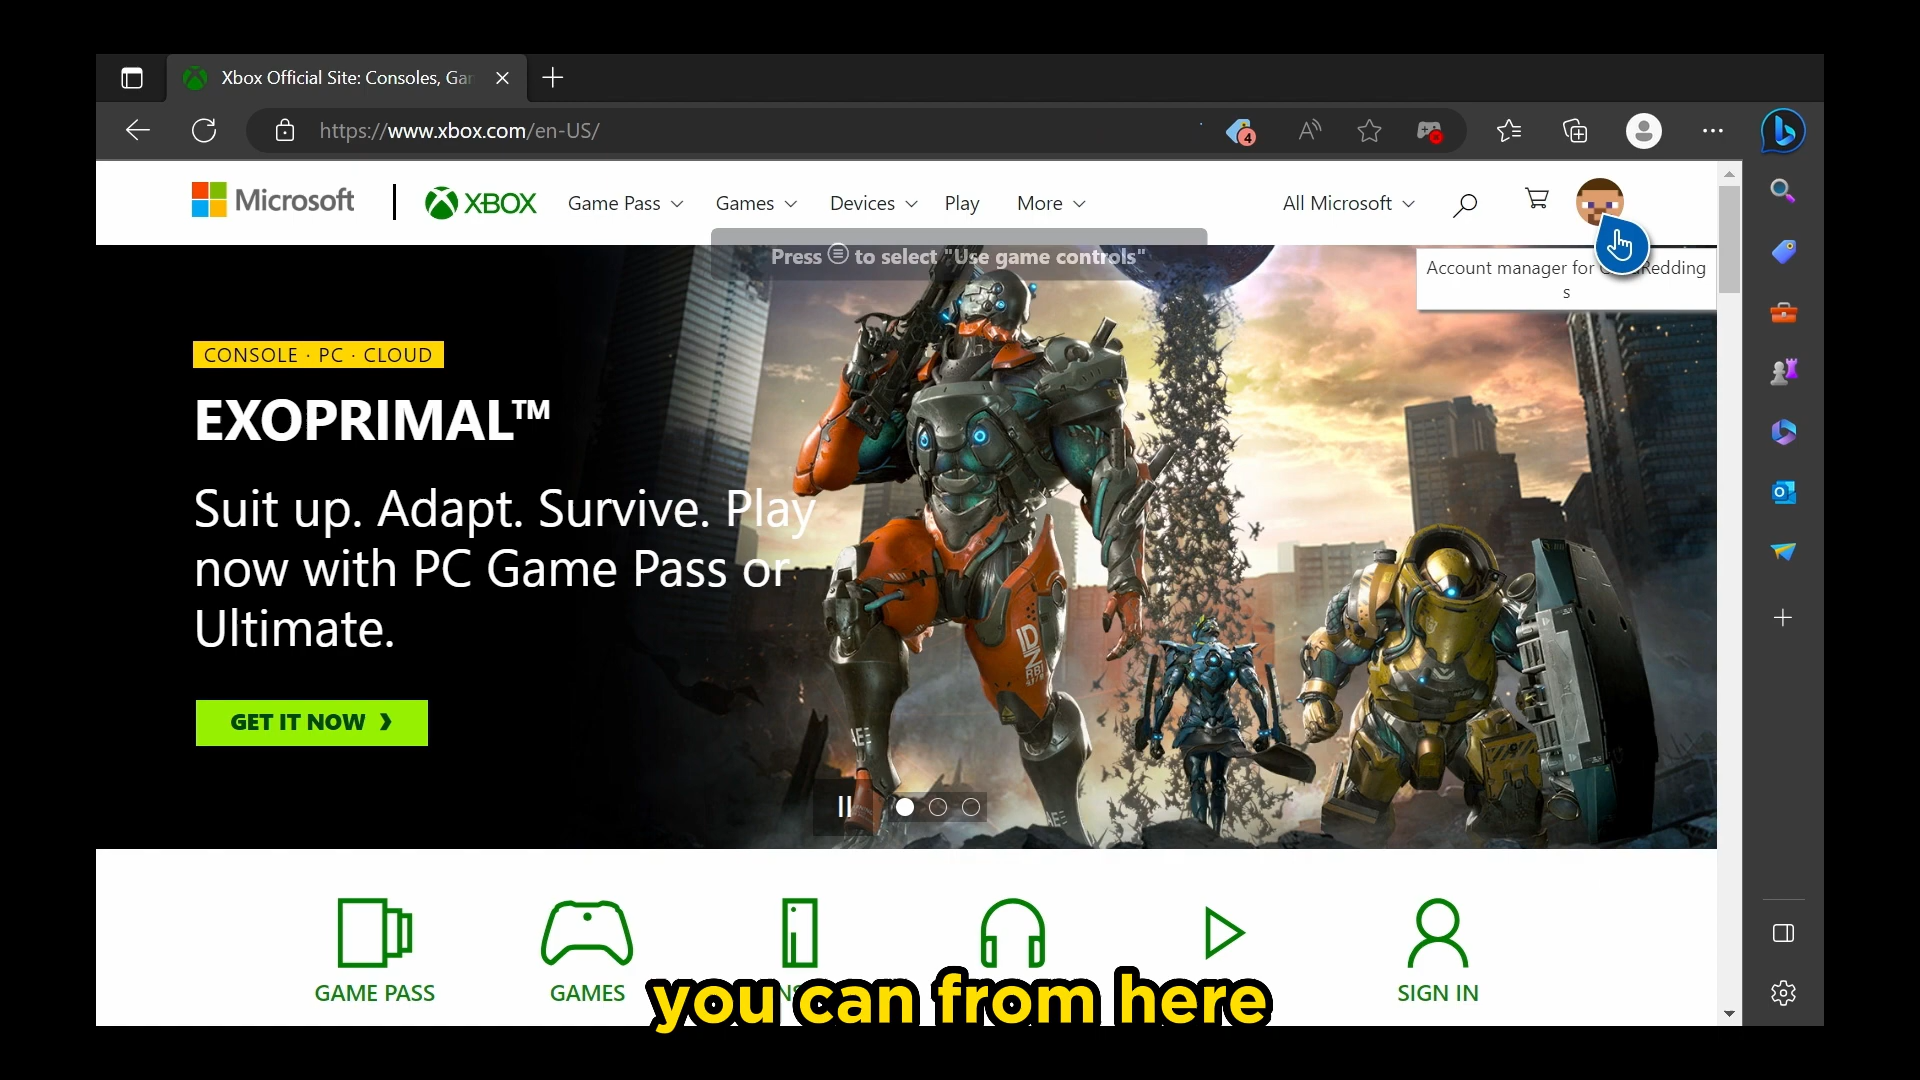 Xbox Official Site: Consoles, Gar
https://www.xbox.com/en-US/
4
Microsoft
XBOX
Game Pass
Games
Devices
Play
More
All Microsoft
Press to select "Use game controls"
Account manager for Redding
s
CONSOLE · PC · CLOUD
EXOPRIMAL™
Suit up. Adapt. Survive. Play
now with PC Game Pass or
Ultimate.
GET IT NOW
GAME PASS
GAMES
SIGN IN
you can from here